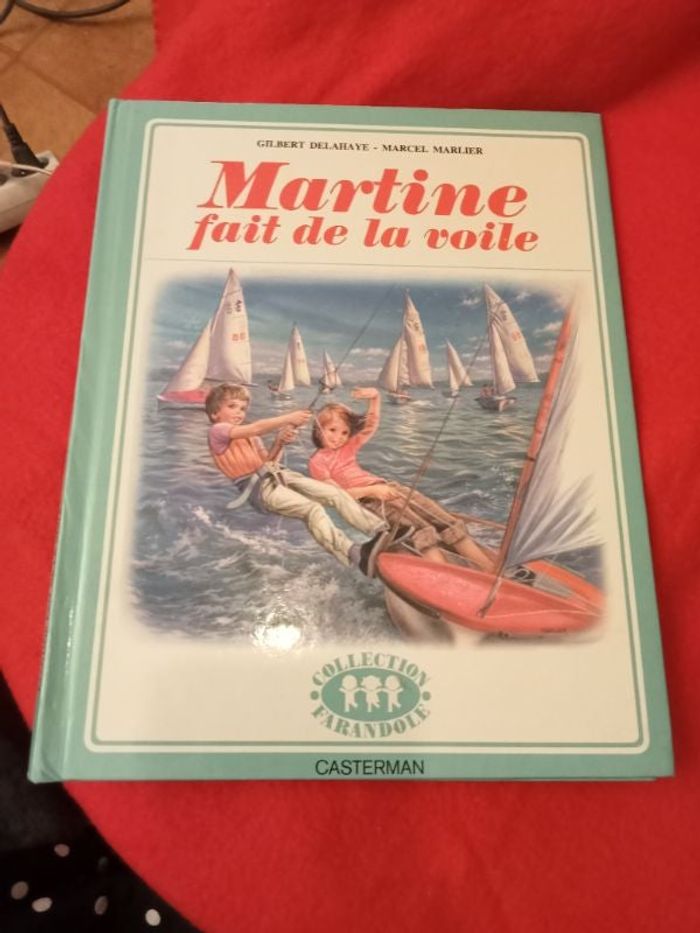 GILBERT DELAHAYE - MARCEL MARLIER
Martine
fait de la voile
COLLECTION
FARANDOLE
CASTERMAN